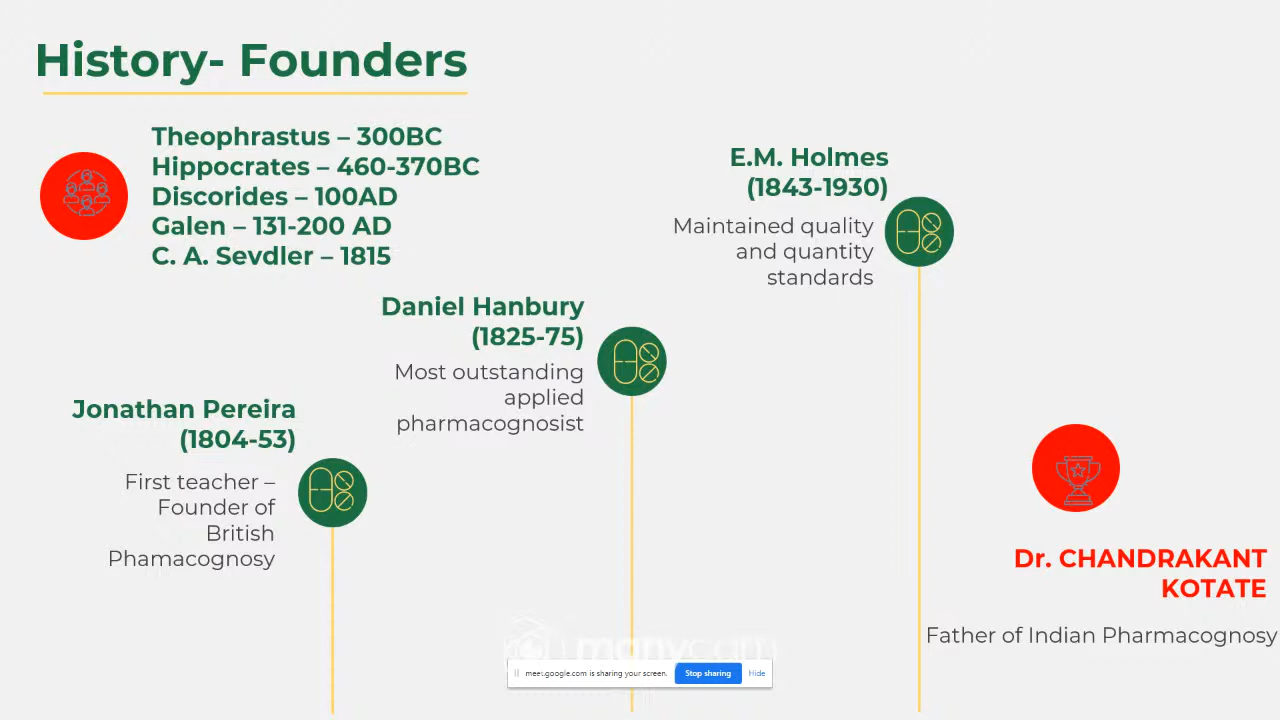 History- Founders
Theophrastus – 300BC
Hippocrates – 460-370BC
Discorides – 100AD
Galen – 131-200 AD
C. A. Sevdler – 1815
E.M. Holmes
(1843-1930)
Maintained quality
and quantity
standards
Daniel Hanbury
(1825-75)
Most outstanding
applied
pharmacognosist
Jonathan Pereira
(1804-53)
First teacher –
Founder of
British
Phamacognosy
Dr. CHANDRAKANT
KOTATE
Father of Indian Pharmacognosy
meet.google.com is sharing your screen.
Stop sharing
Hide